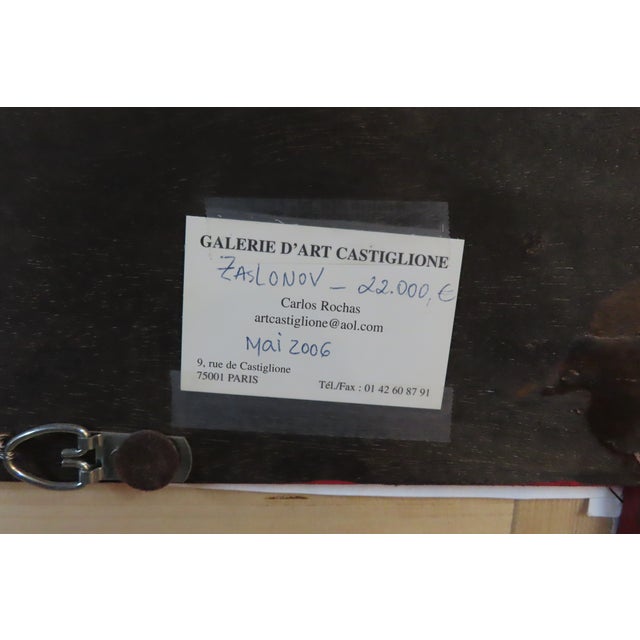 GALERIE D'ART CASTIGLIONE
ZASLONOV – 22.000,€
Carlos Rochas
artcastiglione@aol.com
Mai 2006
9, rue de Castiglione
75001 PARIS
Tél./Fax : 01 42 60 87 91